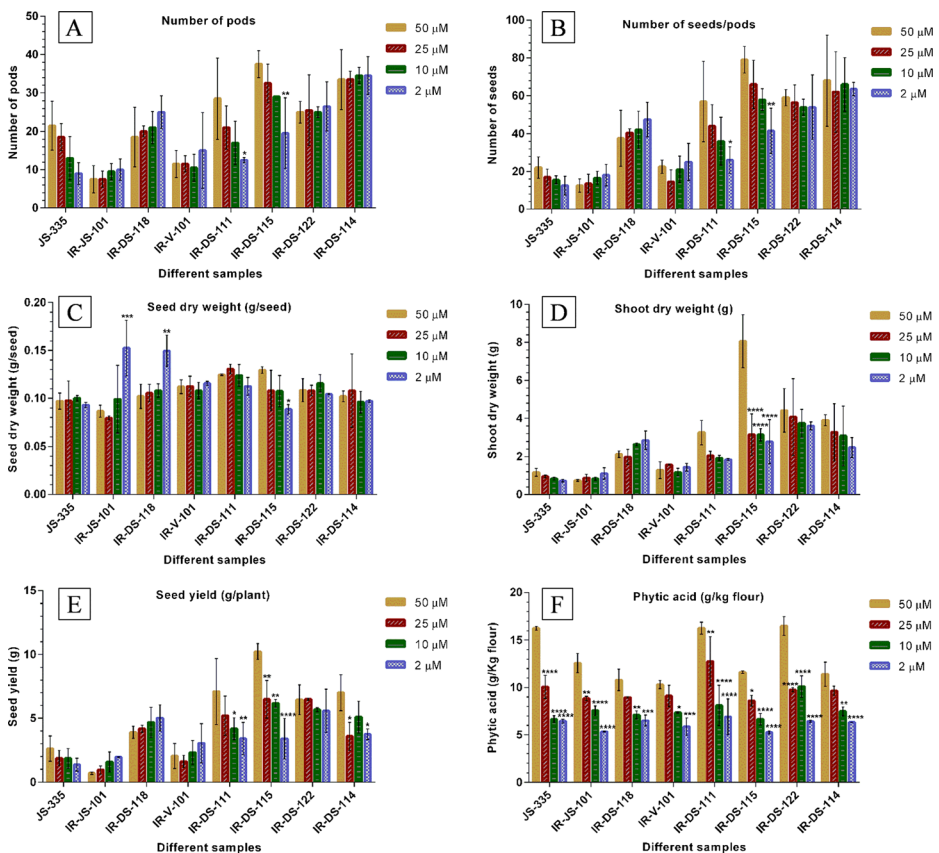 A
Number of pods
50 µM
25 µM
10 µM
2 µM
Number of pods
50
40
30
20
10
0
**
*
JS-335
IR-JS-101
IR-DS-118
IR-V-101
IR-DS-111
IR-DS-115
IR-DS-122
IR-DS-114
Different samples
B
Number of seeds/pods
50 µM
25 µM
10 µM
2 µM
Number of seeds
100
80
60
40
20
0
*
**
JS-335
IR-JS-101
IR-DS-118
IR-V-101
IR-DS-111
IR-DS-115
IR-DS-122
IR-DS-114
Different samples
C
Seed dry weight (g/seed)
50 µM
25 µM
10 µM
2 µM
Seed dry weight (g/seed)
0.20
0.15
0.10
0.05
0.00
***
**
*
JS-335
IR-JS-101
IR-DS-118
IR-V-101
IR-DS-111
IR-DS-115
IR-DS-122
IR-DS-114
Different samples
D
Shoot dry weight (g)
50 µM
25 µM
10 µM
2 µM
Shoot dry weight (g)
10
8
6
4
2
0
**** ****
****
JS-335
IR-JS-101
IR-DS-118
IR-V-101
IR-DS-111
IR-DS-115
IR-DS-122
IR-DS-114
Different samples
E
Seed yield (g/plant)
50 µM
25 µM
10 µM
2 µM
Seed yield (g)
15
10
5
0
*
**
**
**
****
*
*
JS-335
IR-JS-101
IR-DS-118
IR-V-101
IR-DS-111
IR-DS-115
IR-DS-122
IR-DS-114
Different samples
F
Phytic acid (g/kg flour)
50 µM
25 µM
10 µM
2 µM
Phytic acid (g/Kg flour)
20
15
10
5
0
****
****
****
**
****
****
**
**
*
***
**
****
****
*
****
****
****
****
****
**
****
JS-335
IR-JS-101
IR-DS-118
IR-V-101
IR-DS-111
IR-DS-115
IR-DS-122
IR-DS-114
Different samples